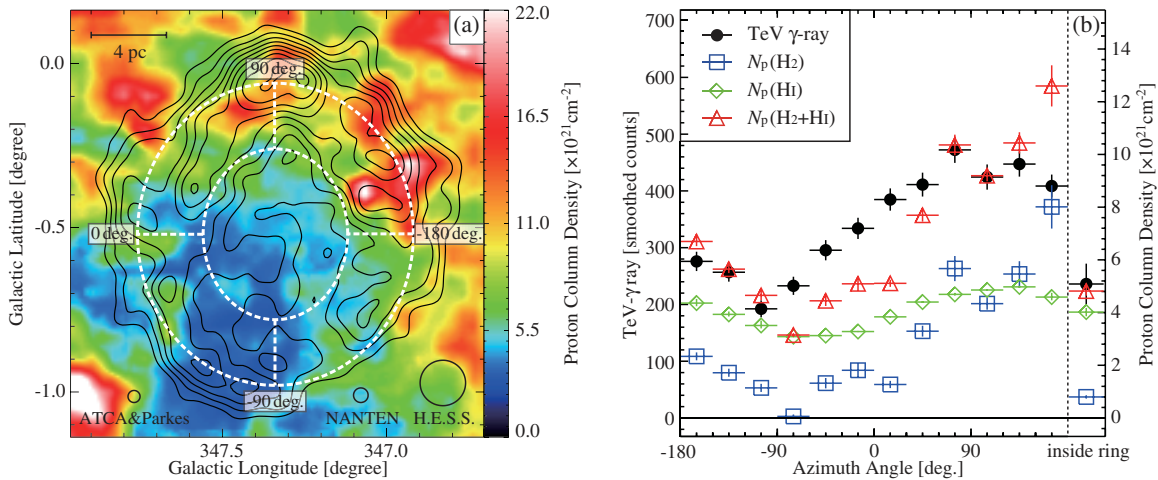 (a)
4 pc
90 deg.
0 deg.
-180 deg.
-90 deg.
ATCA&Parkes NANTEN H.E.S.S.
0.0
-0.5
-1.0
Galactic Latitude [degree]
347.5 347.0
Galactic Longitude [degree]
22.0
16.5
11.0
5.5
0.0
Proton Column Density [×10²¹cm⁻²]
(b)
TeV γ-ray
Nₚ(H₂)
Nₚ(HI)
Nₚ(H₂+HI)
700
600
500
400
300
200
100
0
TeV-γ ray [smoothed counts]
-180 -90 0 90 inside ring
Azimuth Angle [deg.]
14
12
10
8
6
4
2
0
Proton Column Density [×10²¹cm⁻²]